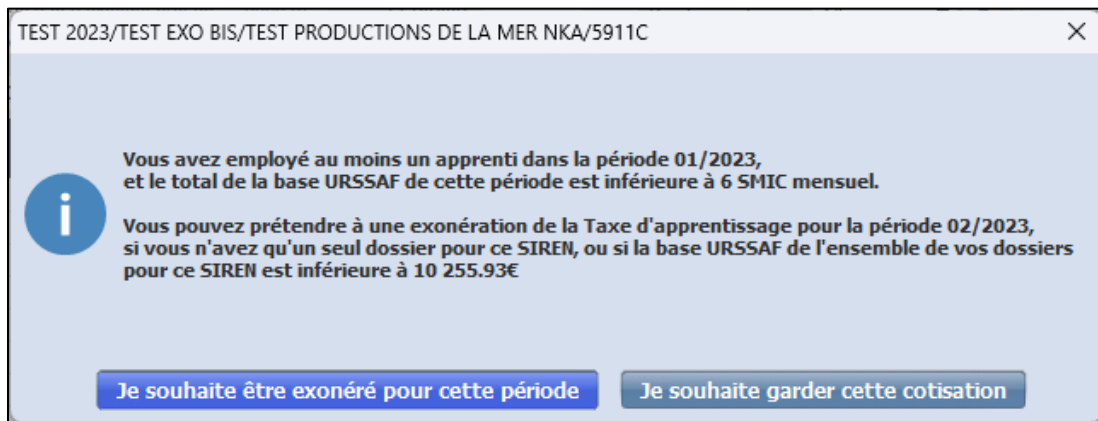 TEST 2023/TEST EXO BIS/TEST PRODUCTIONS DE LA MER NKA/5911C
Vous avez employé au moins un apprenti dans la période 01/2023,
et le total de la base URSSAF de cette période est inférieure à 6 SMIC mensuel.
Vous pouvez prétendre à une exonération de la Taxe d'apprentissage pour la période 02/2023,
si vous n'avez qu'un seul dossier pour ce SIREN, ou si la base URSSAF de l'ensemble de vos dossiers
pour ce SIREN est inférieure à 10 255.93€
Je souhaite être exonéré pour cette période
Je souhaite garder cette cotisation